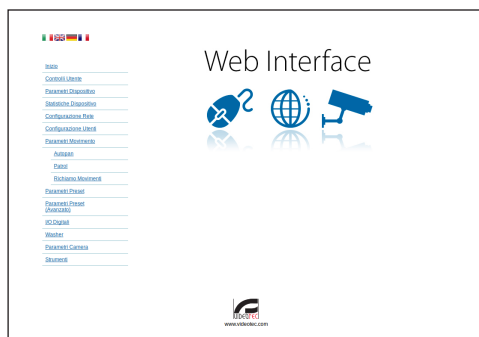 Web Interface
Inizio
Controlli Utente
Parametri Dispositivo
Statistiche Dispositivo
Configurazione Rete
Configurazione Utenti
Parametri Movimento
Autopan
Patrol
Richiamo Movimenti
Parametri Preset
Parametri Preset
(Avanzato)
I/O Digitali
Washer
Parametri Camera
Strumenti
VIDEOTEC
www.videotec.com